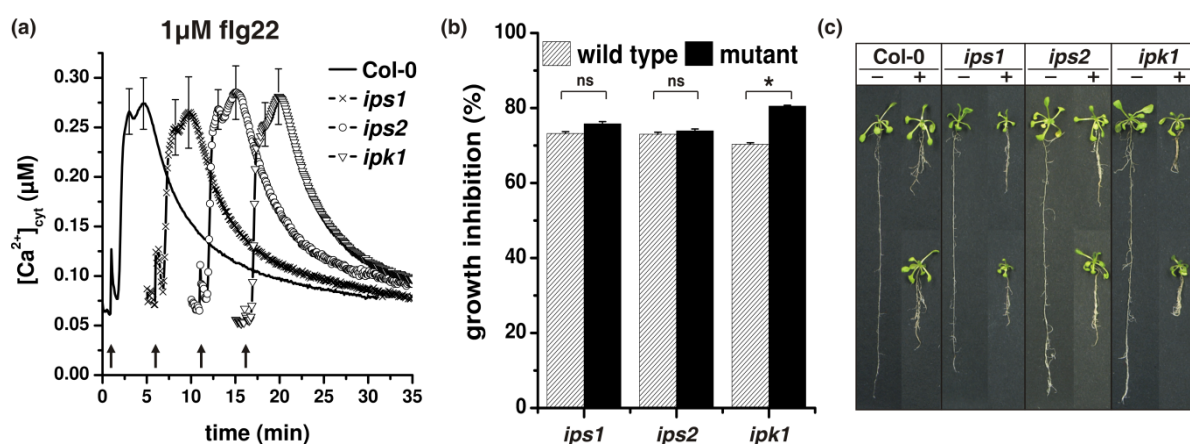 (a)
1µM flg22
Col-0
ips1
ips2
ipk1
[Ca²⁺]cyt (µM)
0.30
0.25
0.20
0.15
0.10
0.05
0.00
0 5 10 15 20 25 30 35
time (min)
(b)
wild type mutant
ns ns *
growth inhibition (%)
100
80
60
40
20
0
ips1 ips2 ipk1
(c)
Col-0 ips1 ips2 ipk1
− + − + − + − +